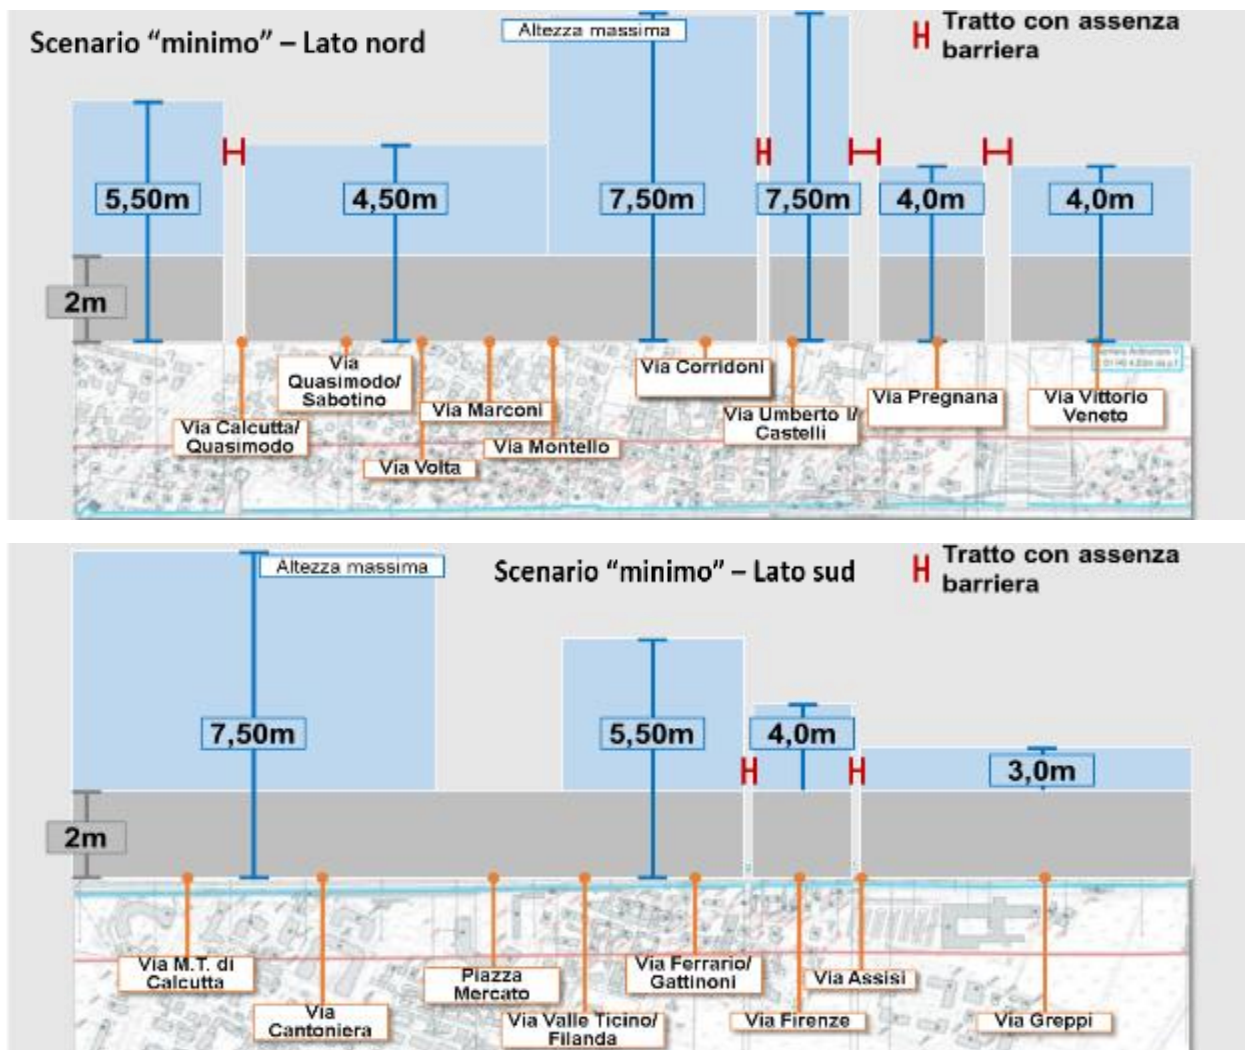 Scenario “minimo” – Lato nord
Altezza massima
Tratto con assenza
barriera
5,50m
4,50m
7,50m
7,50m
4,0m
4,0m
2m
Via Calcutta/
Quasimodo
Via
Quasimodo/
Sabotino
Via Volta
Via Marconi
Via Montello
Via Corridoni
Via Umberto I/
Castelli
Via Pregnana
Via Vittorio
Veneto
Scenario “minimo” – Lato sud
Altezza massima
Tratto con assenza
barriera
7,50m
5,50m
4,0m
3,0m
2m
Via M.T. di
Calcutta
Via
Cantoniera
Piazza
Mercato
Via Valle Ticino/
Filanda
Via Ferrario/
Gattinoni
Via Firenze
Via Assisi
Via Greppi